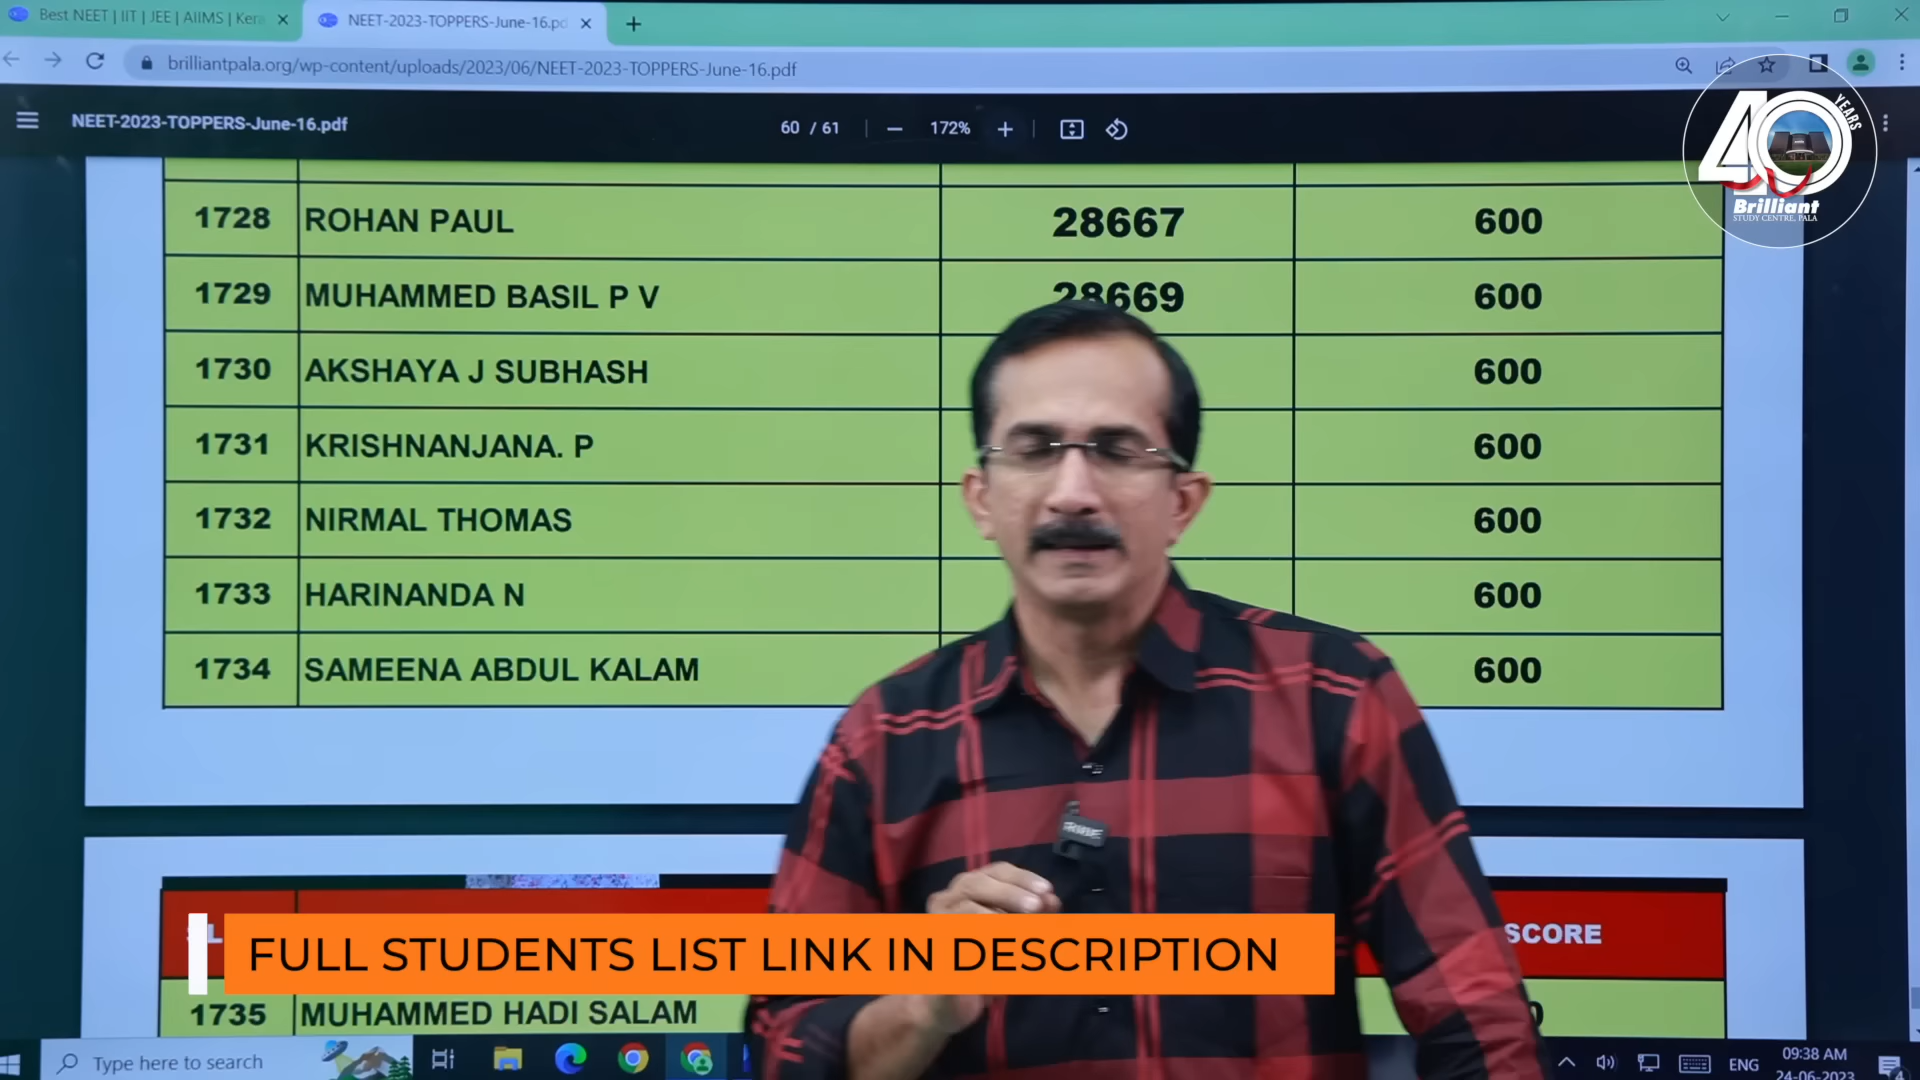 Best NEET | IIT | JEE | AIIMS | Kera
NEET-2023-TOPPERS-June-16.pd
brilliantpala.org/wp-content/uploads/2023/06/NEET-2023-TOPPERS-June-16.pdf
NEET-2023-TOPPERS-June-16.pdf
60 / 61
172%
40 YEARS
Brilliant
STUDY CENTRE, PALA
1728 ROHAN PAUL 28667 600
1729 MUHAMMED BASIL P V 28669 600
1730 AKSHAYA J SUBHASH 600
1731 KRISHNANJANA. P 600
1732 NIRMAL THOMAS 600
1733 HARINANDA N 600
1734 SAMEENA ABDUL KALAM 600
SCORE
FULL STUDENTS LIST LINK IN DESCRIPTION
1735 MUHAMMED HADI SALAM
Type here to search
ENG
09:38 AM
24-06-2023